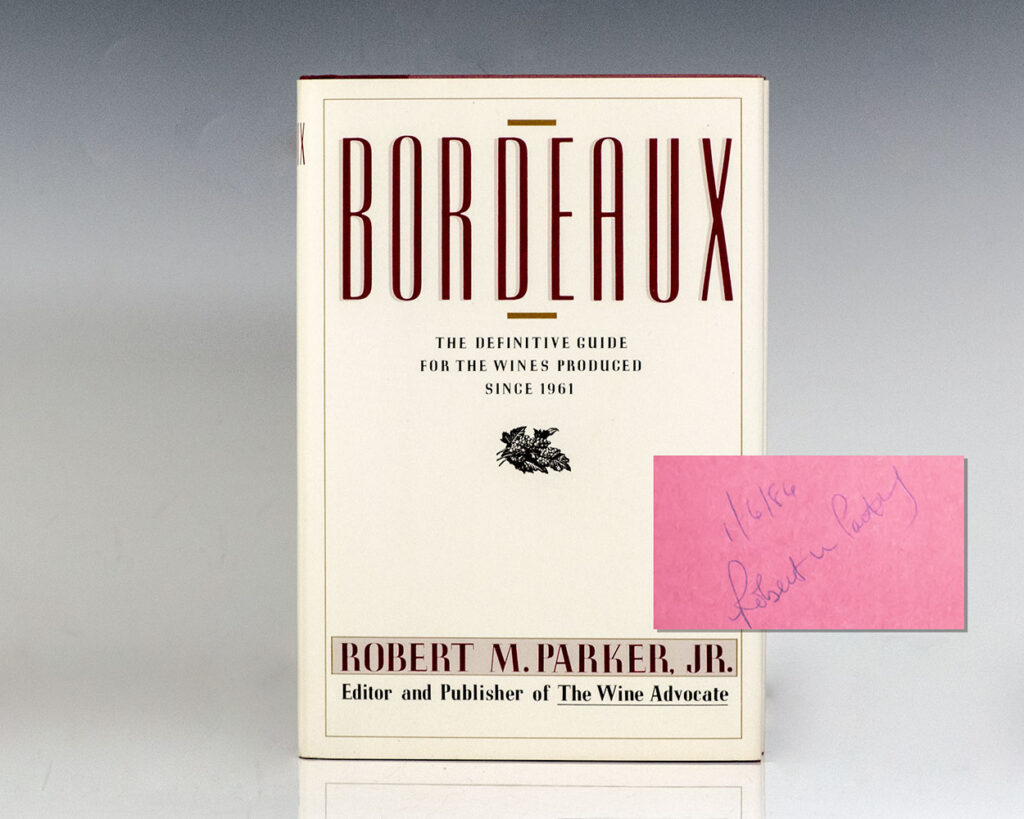 BORDEAUX
THE DEFINITIVE GUIDE
FOR THE WINES PRODUCED
SINCE 1961
ROBERT M. PARKER, JR.
Editor and Publisher of The Wine Advocate
X
1/6/86
Robert M Parker J